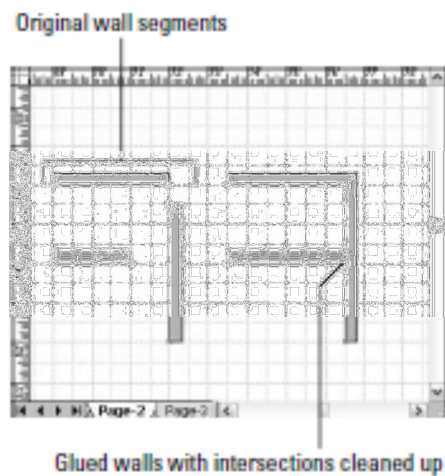 Original wall segments
Page-2 Page-3
Glued walls with intersections cleaned up